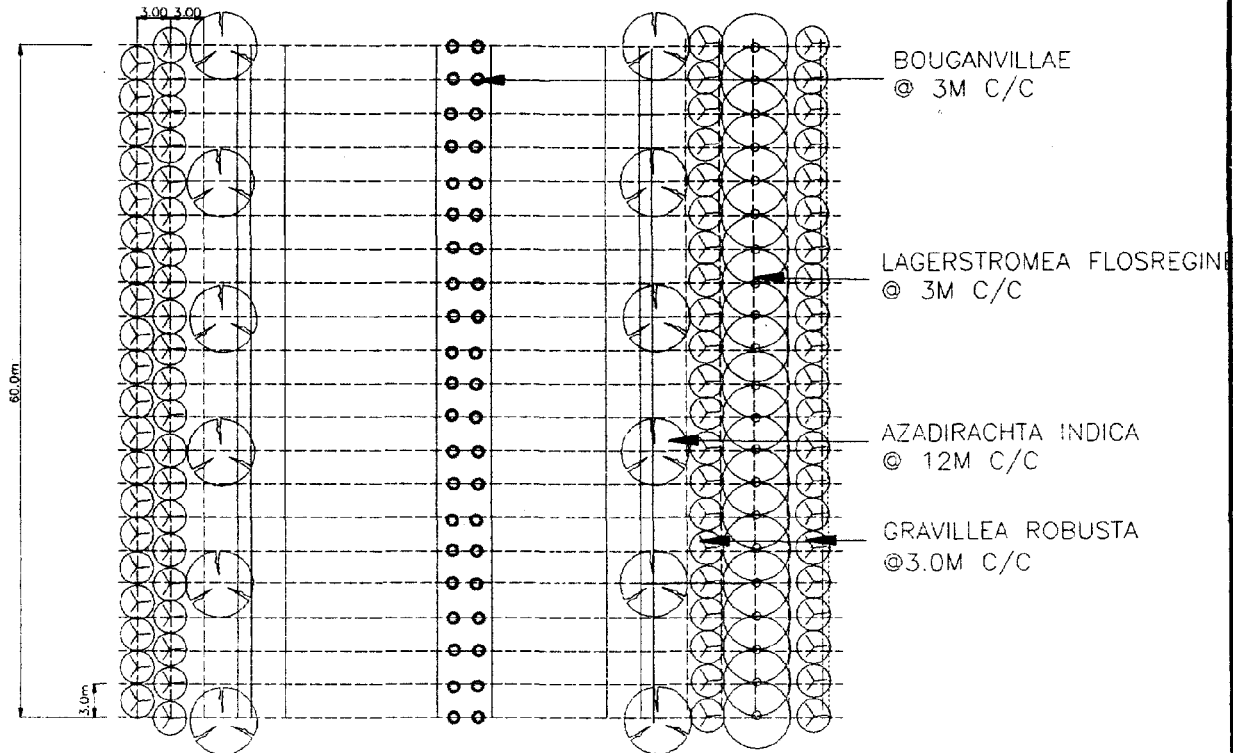 3.00 3.00
BOUGANVILLAE
@ 3M C/C
LAGERSTROMEA FLOSREGINE
@ 3M C/C
60.0m
AZADIRACHTA INDICA
@ 12M C/C
GRAVILLEA ROBUSTA
@3.0M C/C
3.0m